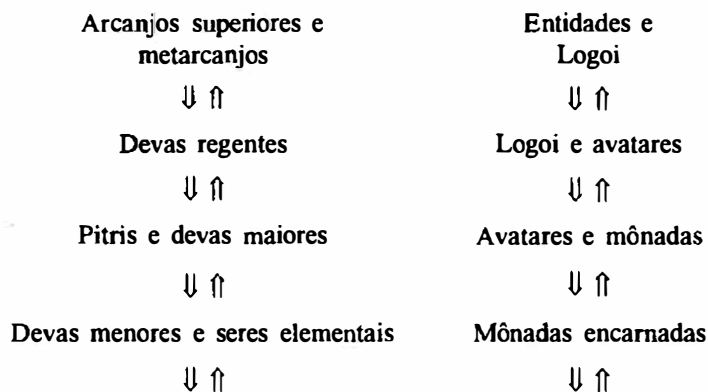 Arcanjos superiores e Entidades e
metarcanjos Logoi
⇓ ⇑ ⇓ ⇑
Devas regentes Logoi e avatares
⇓ ⇑ ⇓ ⇑
Pitris e devas maiores Avatares e mônadas
⇓ ⇑ ⇓ ⇑
Devas menores e seres elementais Mônadas encarnadas
⇓ ⇑ ⇓ ⇑